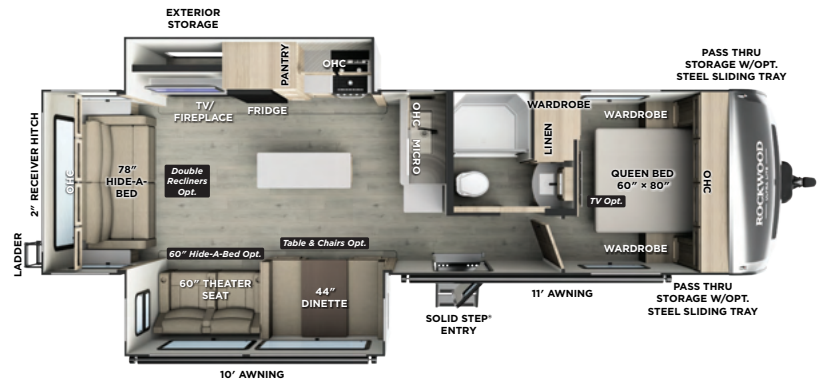 EXTERIOR
STORAGE
PASS THRU
STORAGE W/OPT.
STEEL SLIDING TRAY
PANTRY
OHC
TV/
FIREPLACE
FRIDGE
2" RECEIVER HITCH
LADDER
OHC
78"
HIDE-A-
BED
Double
Recliners
Opt.
OHC
MICRO
WARDROBE
LINEN
WARDROBE
QUEEN BED
60" × 80"
TV Opt.
OHC
WARDROBE
ROCKWOOD
60" Hide-A-Bed Opt.
Table & Chairs Opt.
60" THEATER
SEAT
44"
DINETTE
11' AWNING
SOLID STEP®
ENTRY
PASS THRU
STORAGE W/OPT.
STEEL SLIDING TRAY
10' AWNING